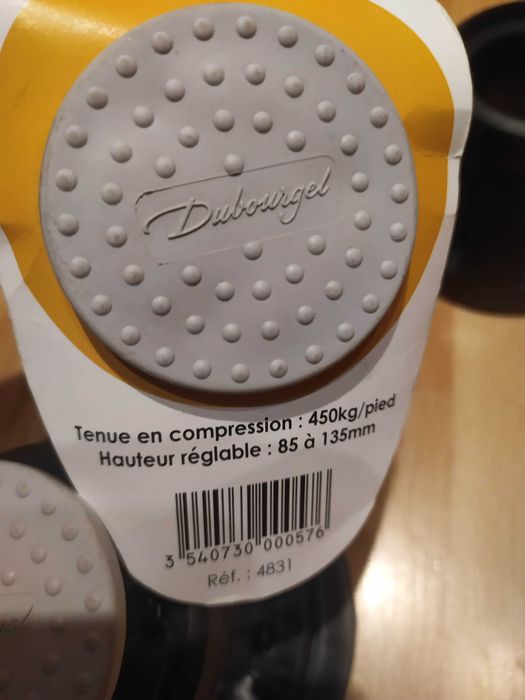 Dubourgel
Tenue en compression : 450kg/pied
Hauteur réglable : 85 à 135mm
3 540730 000576
Réf. : 4831